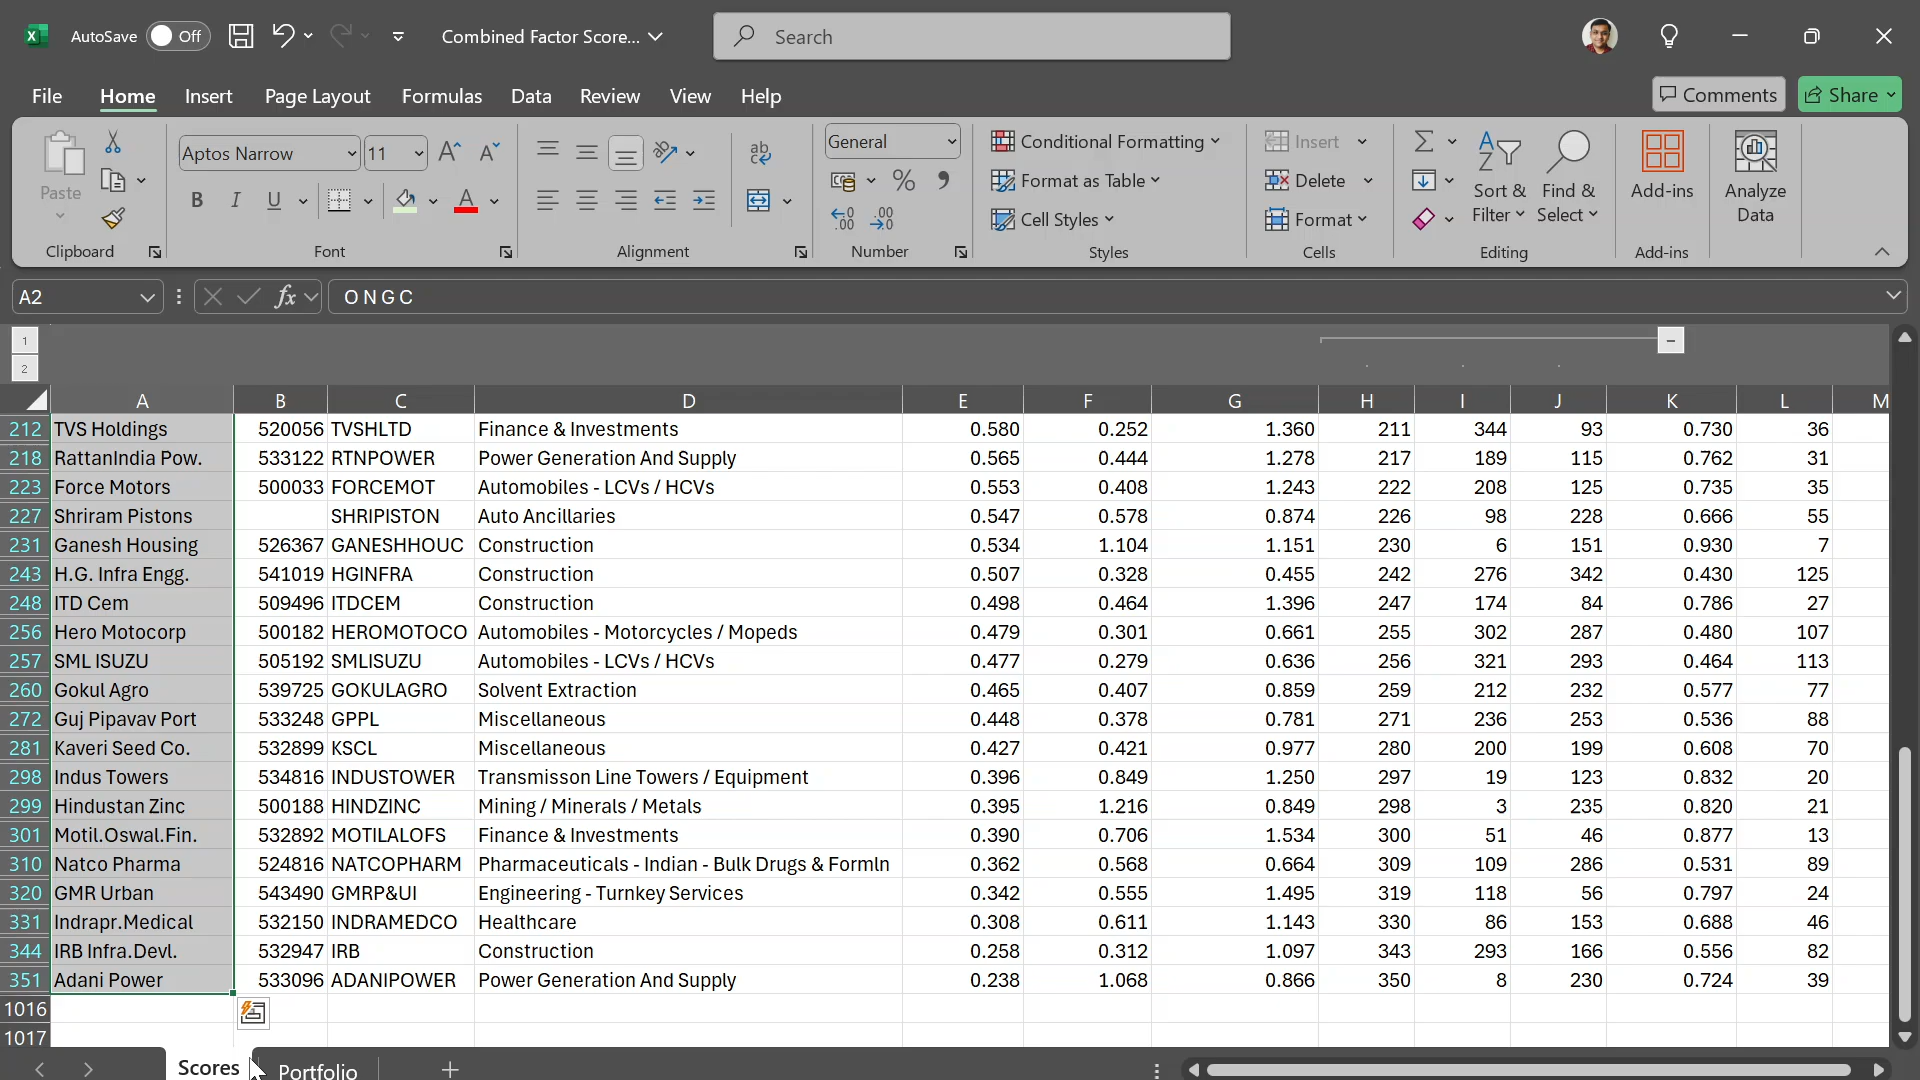 AutoSave Off Combined Factor Score... Search
File Home Insert Page Layout Formulas Data Review View Help Comments Share
Paste Aptos Narrow 11 General Conditional Formatting Format as Table Cell Styles Insert Delete Format Sort & Filter Find & Select Add-ins Analyze Data
Clipboard Font Alignment Number Styles Cells Editing Add-ins
A2 fx O N G C
1
2
A B C D E F G H I J K L M
212 TVS Holdings 520056 TVSHLTD Finance & Investments 0.580 0.252 1.360 211 344 93 0.730 36
218 RattanIndia Pow. 533122 RTNPOWER Power Generation And Supply 0.565 0.444 1.278 217 189 115 0.762 31
223 Force Motors 500033 FORCEMOT Automobiles - LCVs / HCVs 0.553 0.408 1.243 222 208 125 0.735 35
227 Shriram Pistons SHRIPISTON Auto Ancillaries 0.547 0.578 0.874 226 98 228 0.666 55
231 Ganesh Housing 526367 GANESHHOUC Construction 0.534 1.104 1.151 230 6 151 0.930 7
243 H.G. Infra Engg. 541019 HGINFRA Construction 0.507 0.328 0.455 242 276 342 0.430 125
248 ITD Cem 509496 ITDCEM Construction 0.498 0.464 1.396 247 174 84 0.786 27
256 Hero Motocorp 500182 HEROMOTOCO Automobiles - Motorcycles / Mopeds 0.479 0.301 0.661 255 302 287 0.480 107
257 SML ISUZU 505192 SMLISUZU Automobiles - LCVs / HCVs 0.477 0.279 0.636 256 321 293 0.464 113
260 Gokul Agro 539725 GOKULAGRO Solvent Extraction 0.465 0.407 0.859 259 212 232 0.577 77
272 Guj Pipavav Port 533248 GPPL Miscellaneous 0.448 0.378 0.781 271 236 253 0.536 88
281 Kaveri Seed Co. 532899 KSCL Miscellaneous 0.427 0.421 0.977 280 200 199 0.608 70
298 Indus Towers 534816 INDUSTOWER Transmisson Line Towers / Equipment 0.396 0.849 1.250 297 19 123 0.832 20
299 Hindustan Zinc 500188 HINDZINC Mining / Minerals / Metals 0.395 1.216 0.849 298 3 235 0.820 21
301 Motil.Oswal.Fin. 532892 MOTILALOFS Finance & Investments 0.390 0.706 1.534 300 51 46 0.877 13
310 Natco Pharma 524816 NATCOPHARM Pharmaceuticals - Indian - Bulk Drugs & Formln 0.362 0.568 0.664 309 109 286 0.531 89
320 GMR Urban 543490 GMRP&UI Engineering - Turnkey Services 0.342 0.555 1.495 319 118 56 0.797 24
331 Indrapr.Medical 532150 INDRAMEDCO Healthcare 0.308 0.611 1.143 330 86 153 0.688 46
344 IRB Infra.Devl. 532947 IRB Construction 0.258 0.312 1.097 343 293 166 0.556 82
351 Adani Power 533096 ADANIPOWER Power Generation And Supply 0.238 1.068 0.866 350 8 230 0.724 39
1016
1017
Scores Portfolio